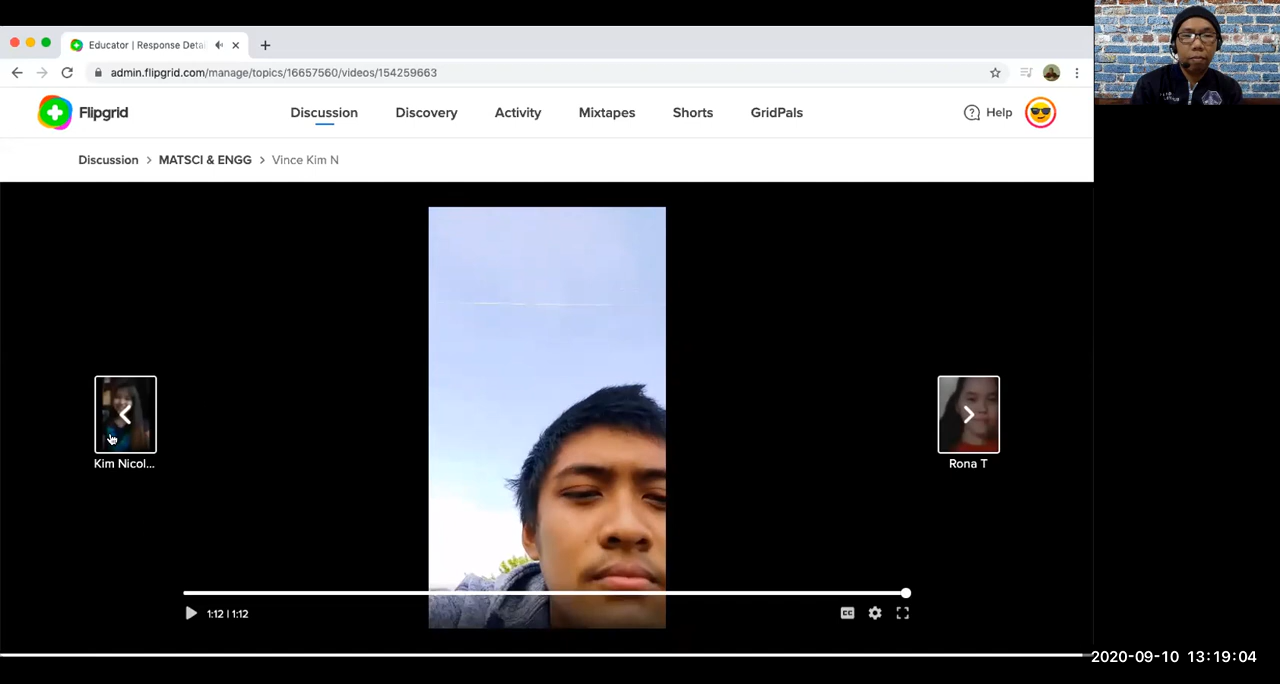 Educator | Response Detai
admin.flipgrid.com/manage/topics/16657560/videos/154259663
Flipgrid
Discussion Discovery Activity Mixtapes Shorts GridPals
Help
Discussion > MATSCI & ENGG > Vince Kim N
Kim Nicol...
Rona T
1:12 | 1:12
CC
2020-09-10 13:19:04